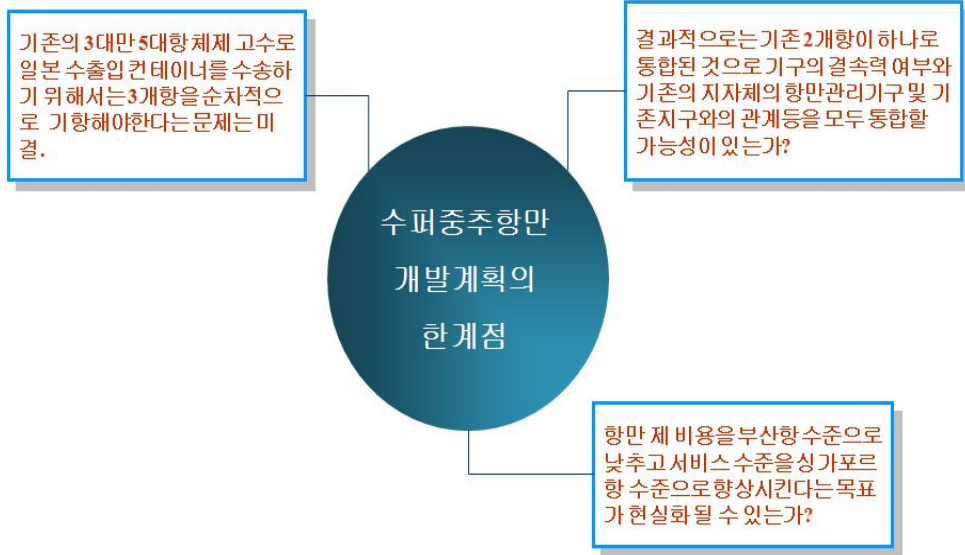 기존의 3대만 5대항 체제 고수로
일본 수출입 컨테이너를 수송하
기 위해서는 3개항을 순차적으
로 기항해야한다는 문제는 미
결.
결과적으로는 기존 2개항이 하나로
통합된 것으로 기구의 결속력 여부와
기존의 지자체의 항만관리기구 및 기
존지구와의 관계등을 모두 통합할
가능성이 있는가?
수퍼중추항만
개발계획의
한계점
항만 제 비용을 부산항 수준으로
낮추고 서비스 수준을 싱가포르
항 수준으로 향상시킨다는 목표
가 현실화 될 수 있는가?